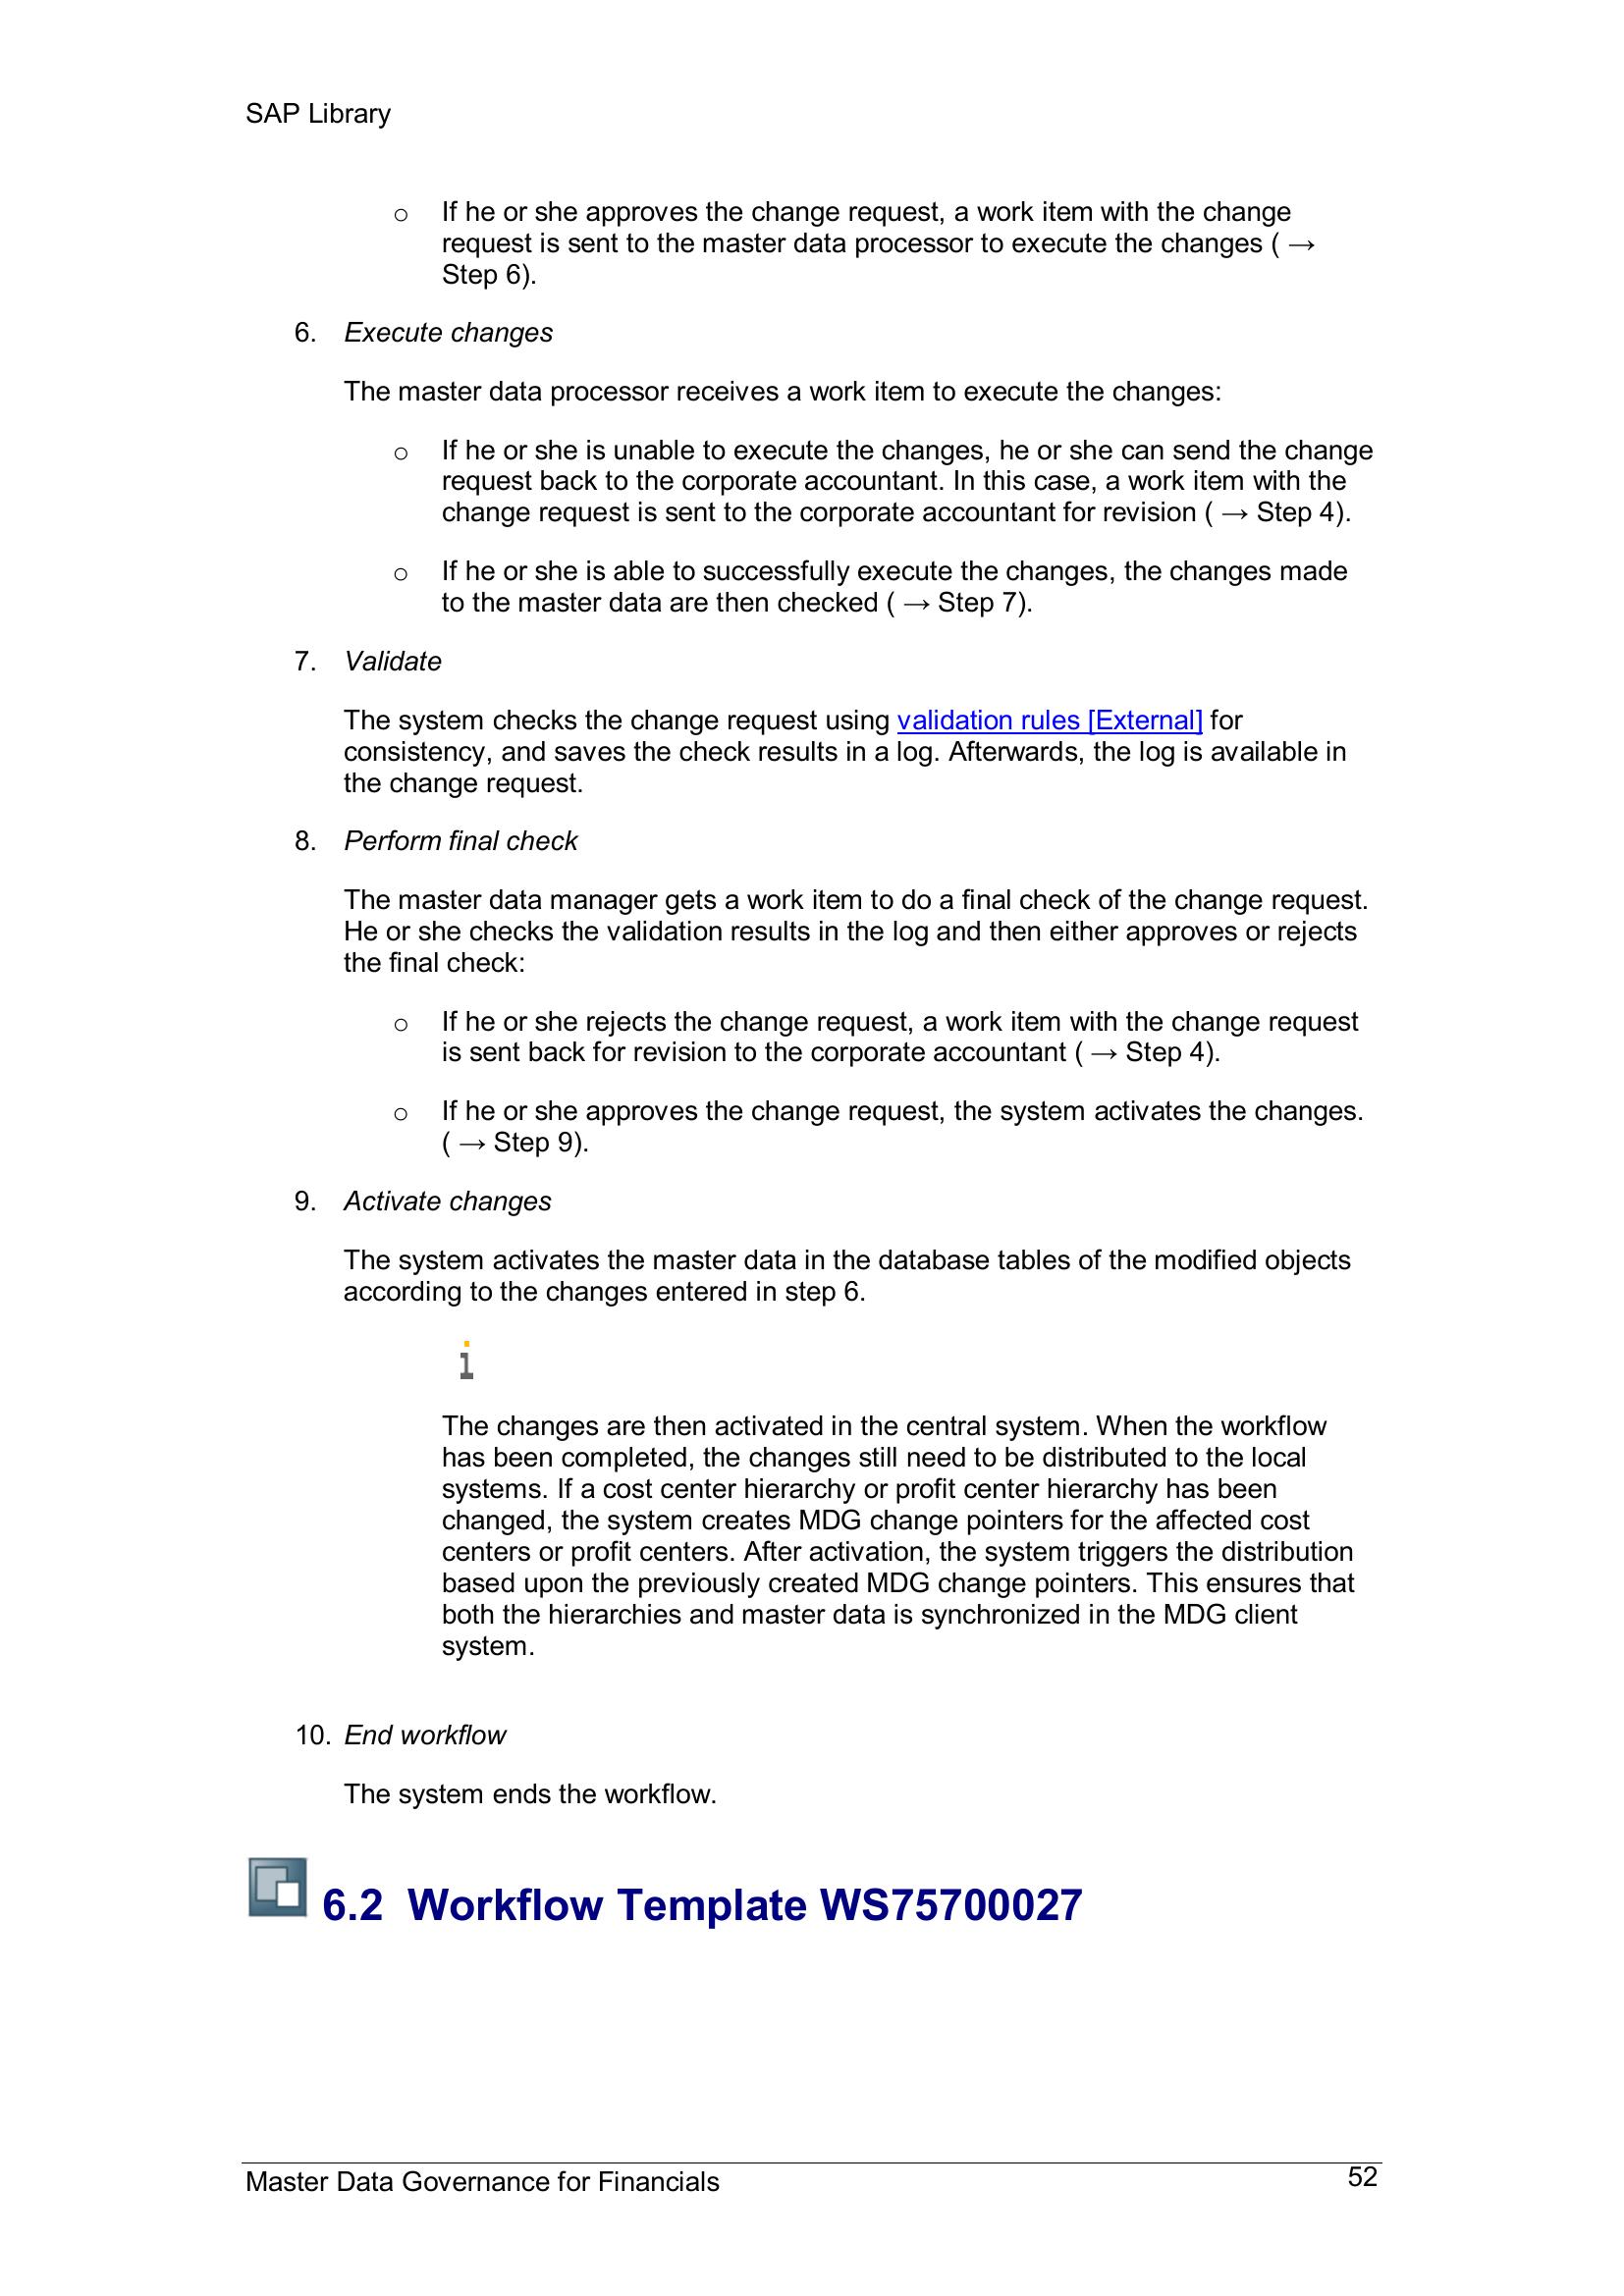 SAP Library
o If he or she approves the change request, a work item with the change
request is sent to the master data processor to execute the changes ( →
Step 6).
6. Execute changes
The master data processor receives a work item to execute the changes:
o If he or she is unable to execute the changes, he or she can send the change
request back to the corporate accountant. In this case, a work item with the
change request is sent to the corporate accountant for revision ( → Step 4).
o If he or she is able to successfully execute the changes, the changes made
to the master data are then checked ( → Step 7).
7. Validate
The system checks the change request using validation rules [External] for
consistency, and saves the check results in a log. Afterwards, the log is available in
the change request.
8. Perform final check
The master data manager gets a work item to do a final check of the change request.
He or she checks the validation results in the log and then either approves or rejects
the final check:
o If he or she rejects the change request, a work item with the change request
is sent back for revision to the corporate accountant ( → Step 4).
o If he or she approves the change request, the system activates the changes.
( → Step 9).
9. Activate changes
The system activates the master data in the database tables of the modified objects
according to the changes entered in step 6.
i
The changes are then activated in the central system. When the workflow
has been completed, the changes still need to be distributed to the local
systems. If a cost center hierarchy or profit center hierarchy has been
changed, the system creates MDG change pointers for the affected cost
centers or profit centers. After activation, the system triggers the distribution
based upon the previously created MDG change pointers. This ensures that
both the hierarchies and master data is synchronized in the MDG client
system.
10. End workflow
The system ends the workflow.
6.2 Workflow Template WS75700027
Master Data Governance for Financials 52